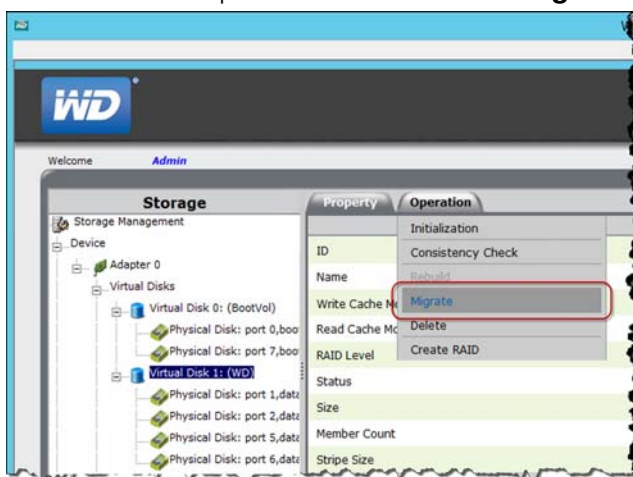 WD
Welcome Admin
Storage
Storage Management
Device
Adapter 0
Virtual Disks
Virtual Disk 0: (BootVol)
Physical Disk: port 0,boo
Physical Disk: port 7,boo
Virtual Disk 1: (WD)
Physical Disk: port 1,data
Physical Disk: port 2,data
Physical Disk: port 5,data
Physical Disk: port 6,data
Property Operation
Initialization
Consistency Check
Rebuild
Migrate
Delete
Create RAID
ID
Name
Write Cache Mo
Read Cache Mo
RAID Level
Status
Size
Member Count
Stripe Size